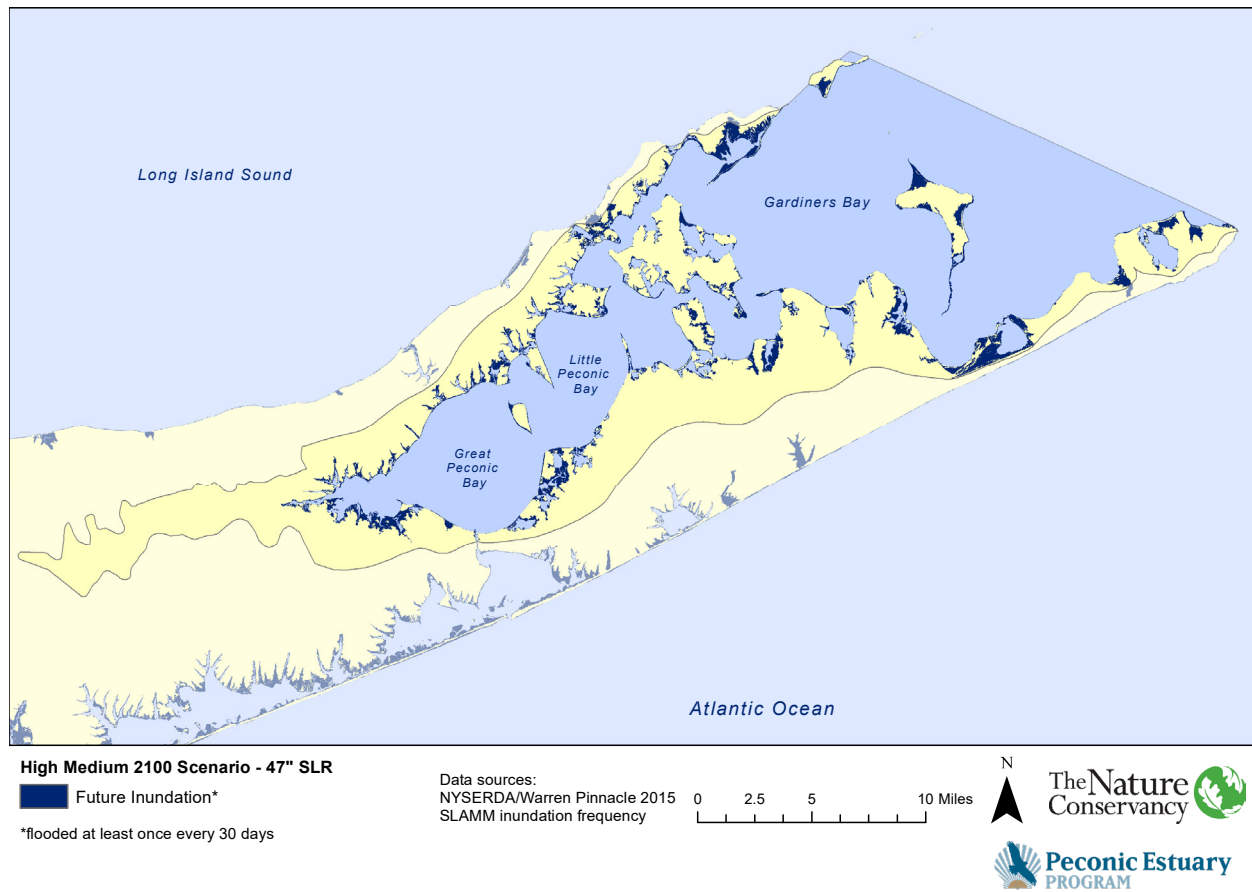 Long Island Sound
Gardiners Bay
Little
Peconic
Bay
Great
Peconic
Bay
Atlantic Ocean
High Medium 2100 Scenario - 47" SLR
Future Inundation*
*flooded at least once every 30 days
Data sources:
NYSERDA/Warren Pinnacle 2015
SLAMM inundation frequency
0 2.5 5 10 Miles
N
The Nature
Conservancy
Peconic Estuary
PROGRAM